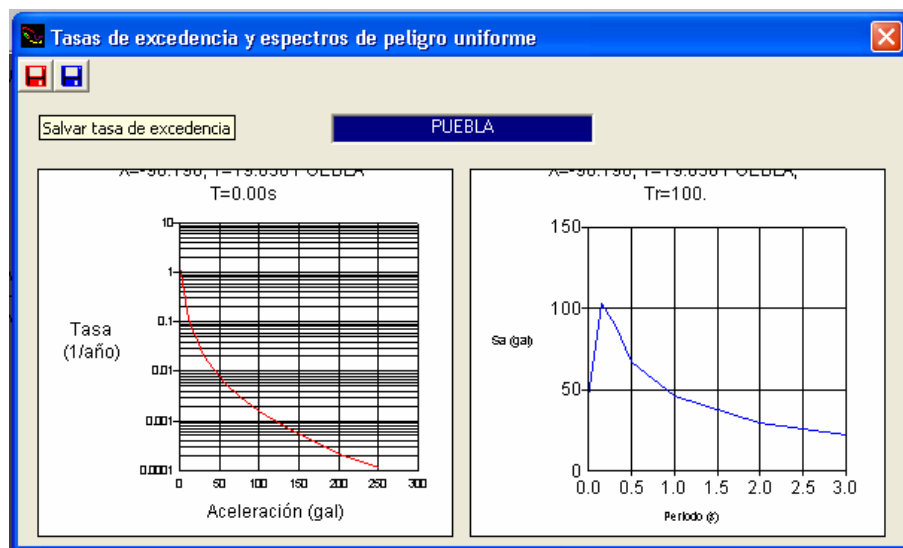 Tasas de excedencia y espectros de peligro uniforme
Salvar tasa de excedencia
PUEBLA
T=0.00s
10
1
0.1
0.01
0.001
0.0001
Tasa
(1/año)
0 50 100 150 200 250 300
Aceleración (gal)
Tr=100.
150
100
50
0
Sa (gal)
0.0 0.5 1.0 1.5 2.0 2.5 3.0
Periodo (s)